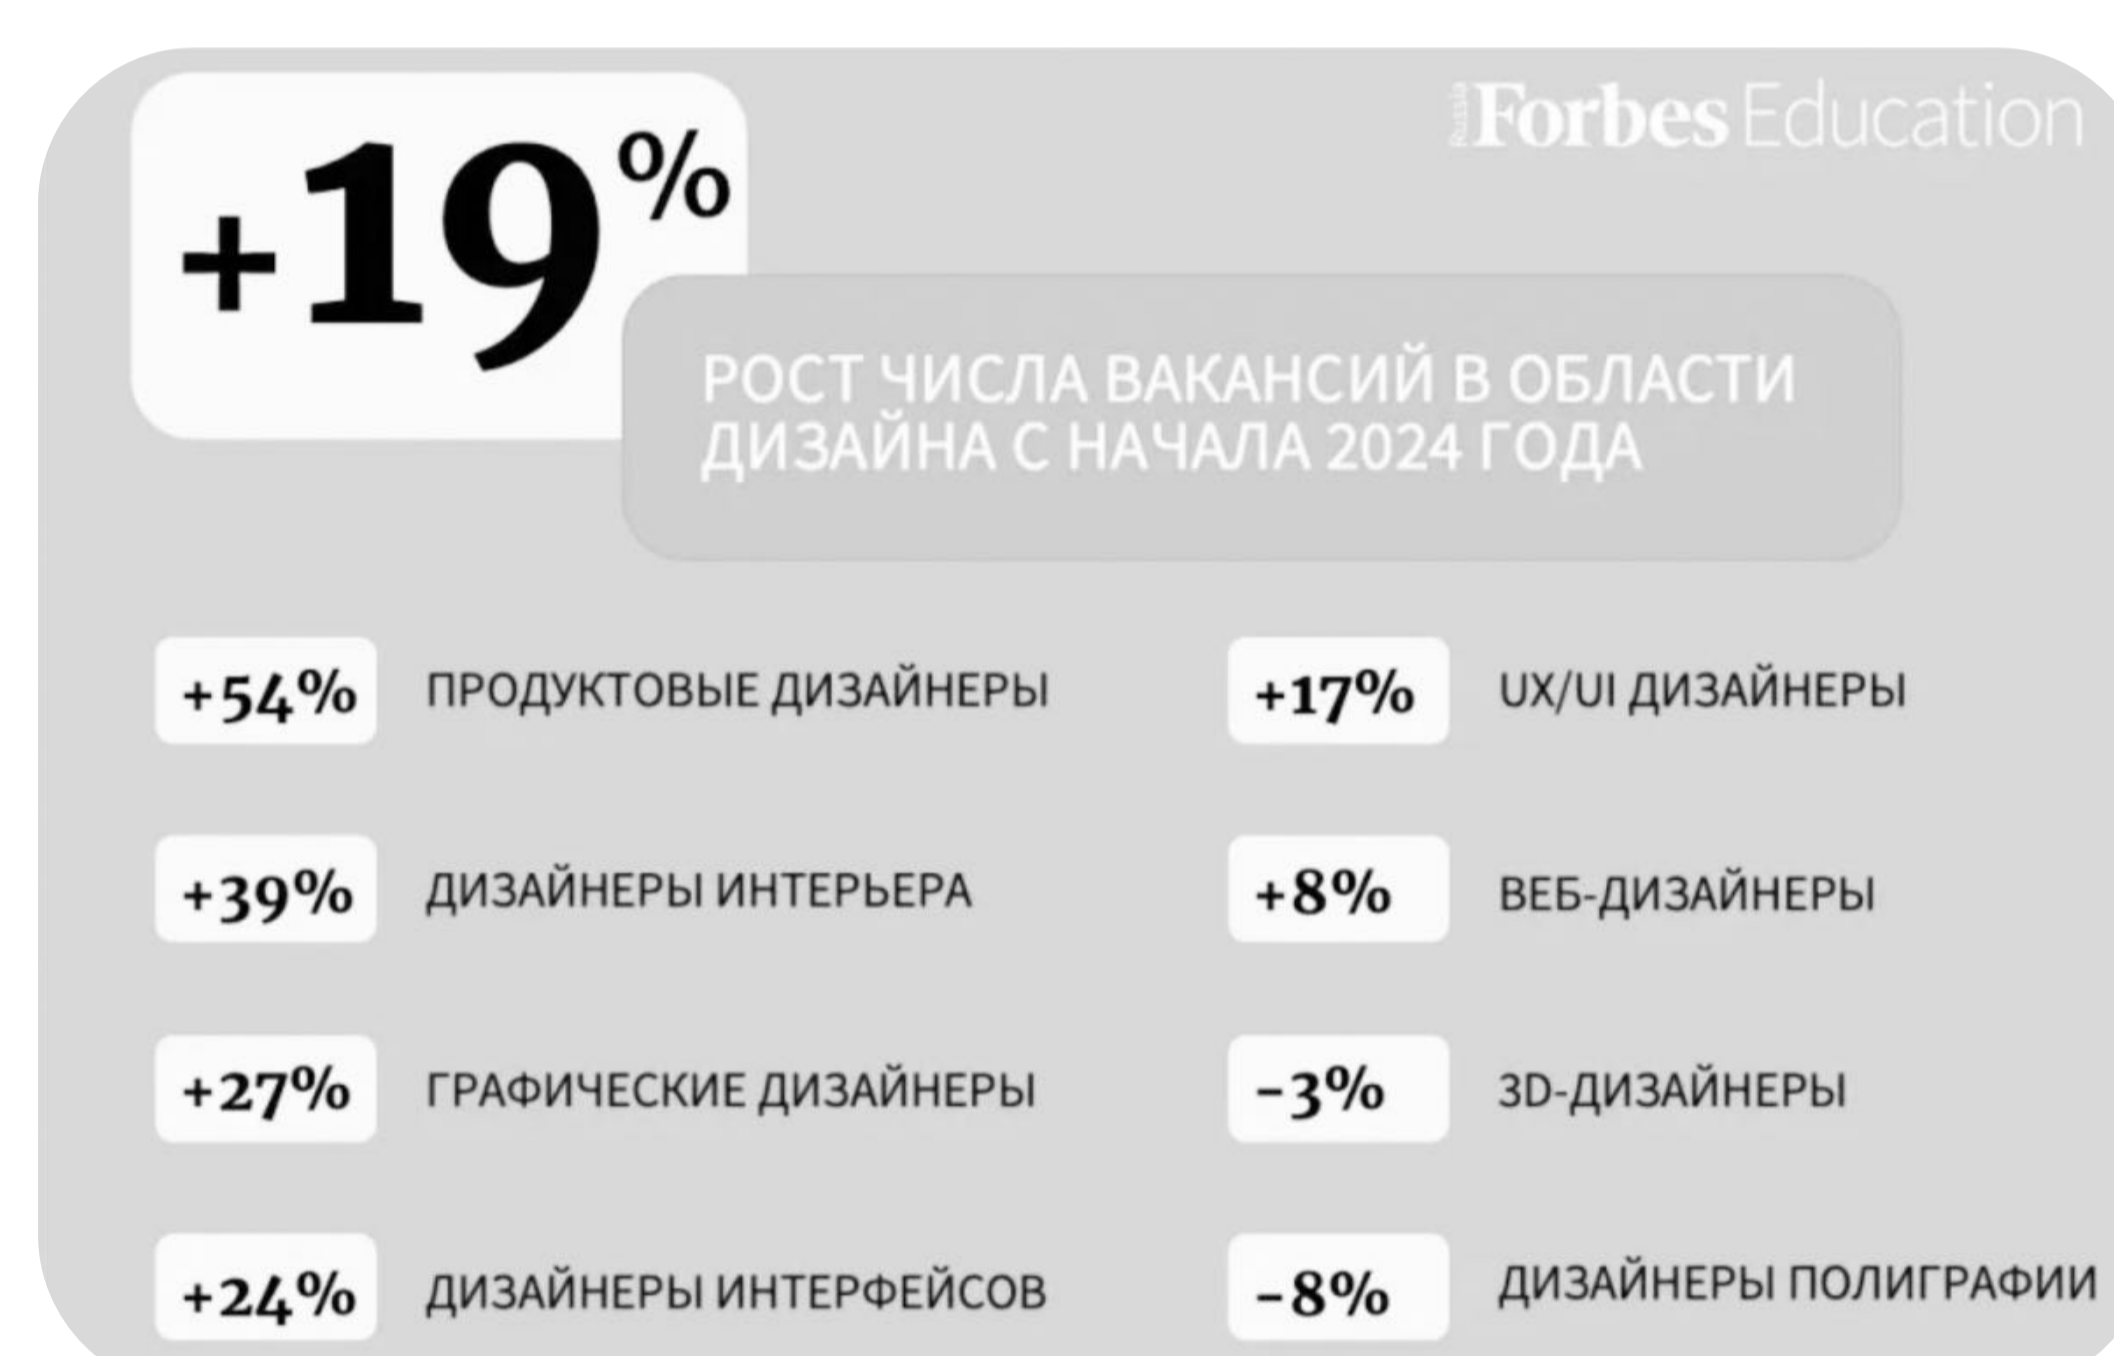 +19%
Russia Forbes Education
РОСТ ЧИСЛА ВАКАНСИЙ В ОБЛАСТИ
ДИЗАЙНА С НАЧАЛА 2024 ГОДА
+54% ПРОДУКТОВЫЕ ДИЗАЙНЕРЫ
+39% ДИЗАЙНЕРЫ ИНТЕРЬЕРА
+27% ГРАФИЧЕСКИЕ ДИЗАЙНЕРЫ
+24% ДИЗАЙНЕРЫ ИНТЕРФЕЙСОВ
+17% UX/UI ДИЗАЙНЕРЫ
+8% ВЕБ-ДИЗАЙНЕРЫ
-3% 3D-ДИЗАЙНЕРЫ
-8% ДИЗАЙНЕРЫ ПОЛИГРАФИИ